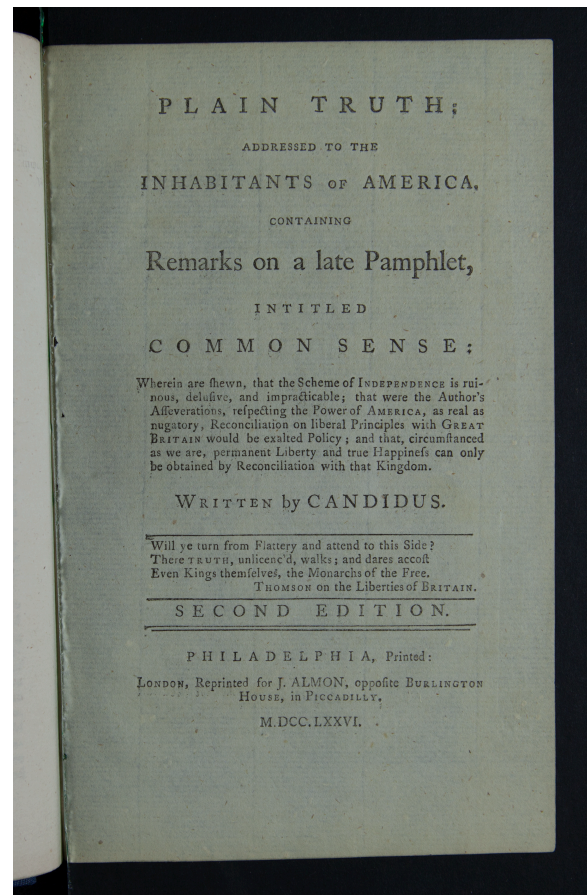 PLAIN TRUTH;
ADDRESSED TO THE
INHABITANTS OF AMERICA,
CONTAINING
Remarks on a late Pamphlet,
INTITLED
COMMON SENSE:
Wherein are ſhewn, that the Scheme of INDEPENDENCE is rui-
nous, deluſive, and impracticable; that were the Author's
Aſſeverations, reſpecting the Power of AMERICA, as real as
nugatory, Reconciliation on liberal Principles with GREAT
BRITAIN would be exalted Policy; and that, circumſtanced
as we are, permanent Liberty and true Happineſs can only
be obtained by Reconciliation with that Kingdom.
WRITTEN by CANDIDUS.
Will ye turn from Flattery and attend to this Side?
There TRUTH, unlicenc'd, walks; and dares accoſt
Even Kings themſelves, the Monarchs of the Free.
THOMSON on the Liberties of BRITAIN.
SECOND EDITION.
PHILADELPHIA, Printed:
LONDON, Reprinted for J. ALMON, oppoſite BURLINGTON
HOUSE, in PICCADILLY.
M.DCC.LXXVI.